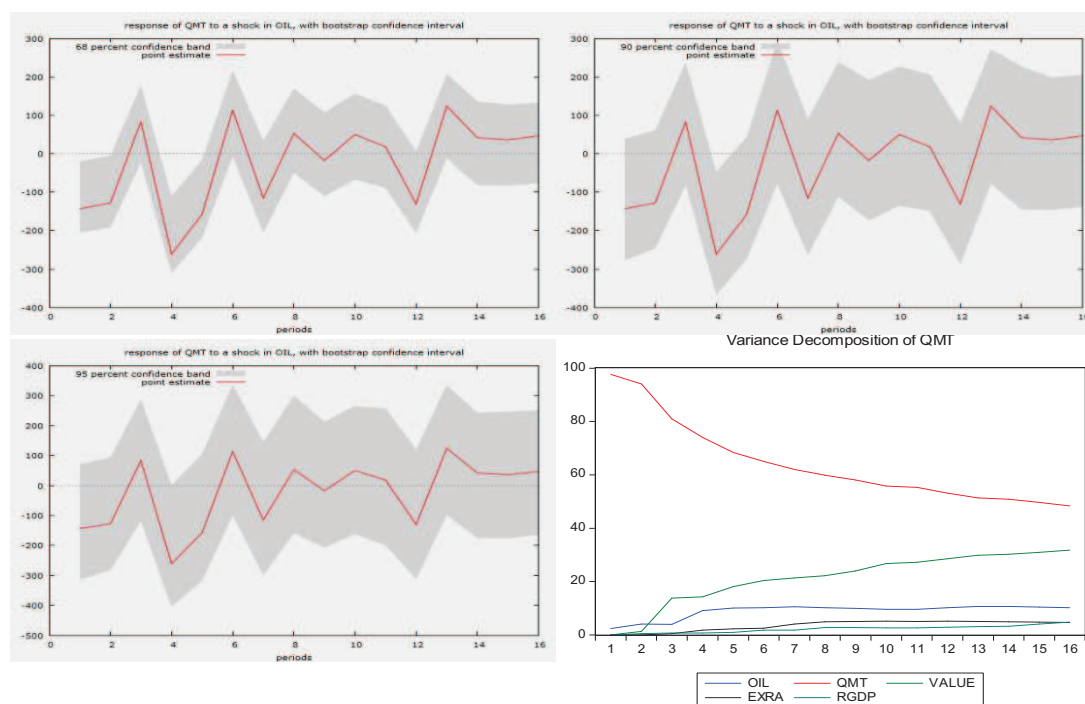 response of QMT to a shock in OIL, with bootstrap confidence interval
68 percent confidence band
point estimate
300
200
100
0
-100
-200
-300
-400
0 2 4 6 8 10 12 14 16
periods
response of QMT to a shock in OIL, with bootstrap confidence interval
90 percent confidence band
point estimate
300
200
100
0
-100
-200
-300
-400
0 2 4 6 8 10 12 14 16
periods
response of QMT to a shock in OIL, with bootstrap confidence interval
95 percent confidence band
point estimate
400
300
200
100
0
-100
-200
-300
-400
-500
0 2 4 6 8 10 12 14 16
periods
Variance Decomposition of QMT
100
80
60
40
20
0
1 2 3 4 5 6 7 8 9 10 11 12 13 14 15 16
OIL QMT VALUE
EXRA RGDP